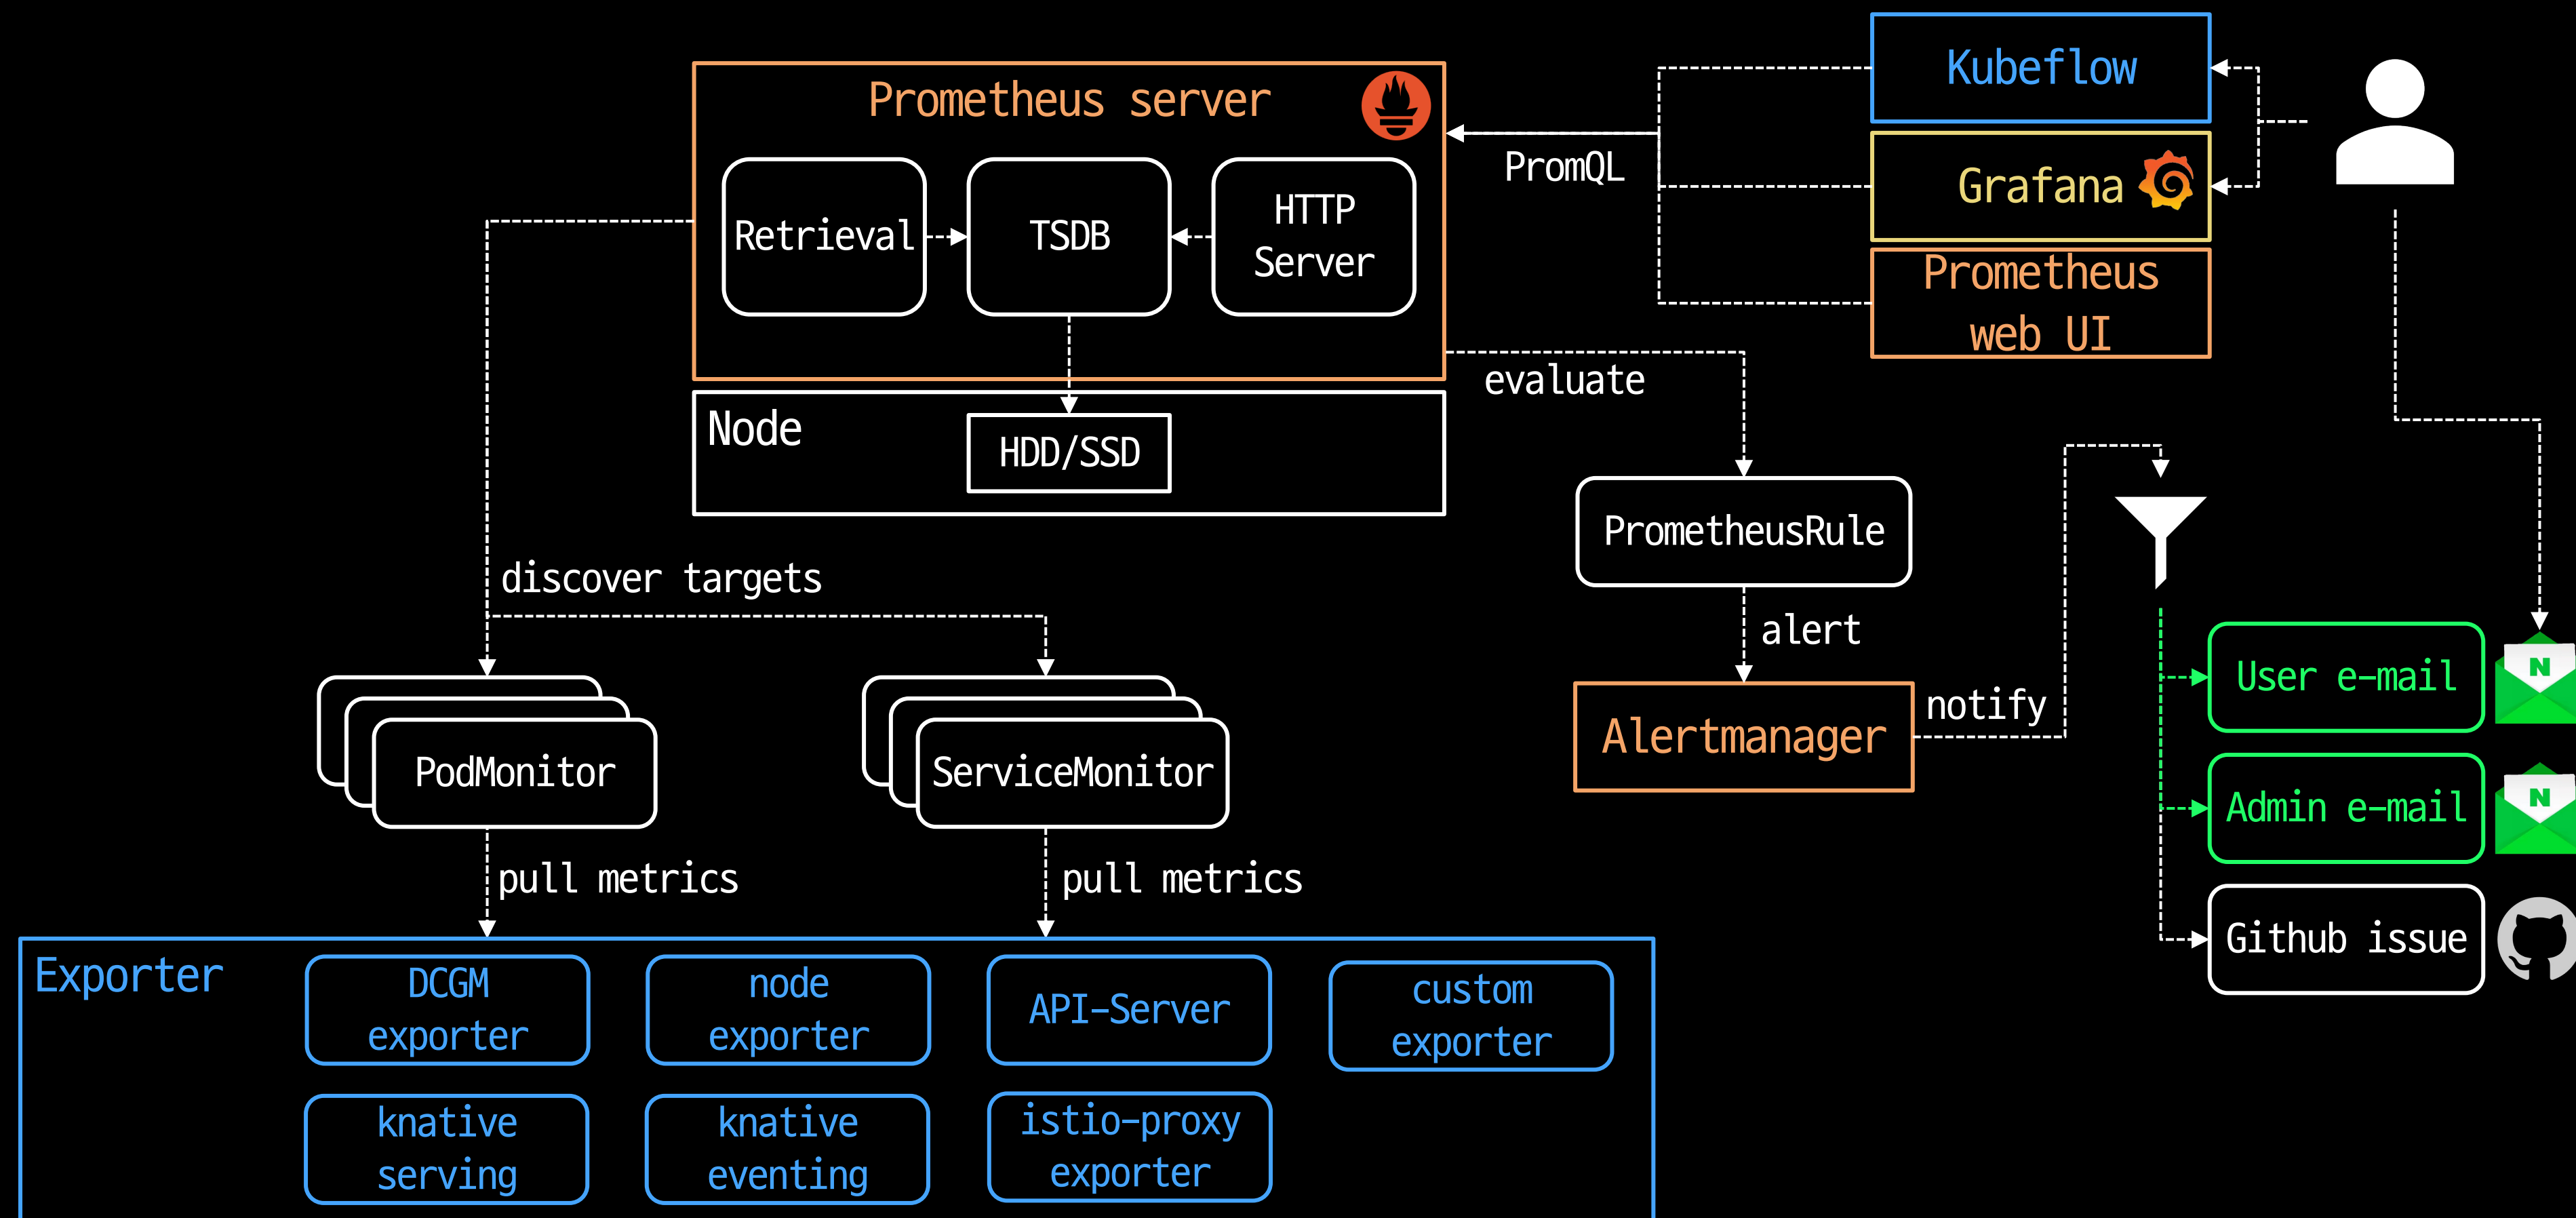 Prometheus server
Retrieval
TSDB
HTTP
Server
Node
HDD/SSD
PromQL
Kubeflow
Grafana
Prometheus
web UI
evaluate
PrometheusRule
alert
Alertmanager
notify
User e-mail
N
Admin e-mail
N
Github issue
discover targets
PodMonitor
ServiceMonitor
pull metrics
pull metrics
Exporter
DCGM
exporter
node
exporter
API-Server
custom
exporter
knative
serving
knative
eventing
istio-proxy
exporter